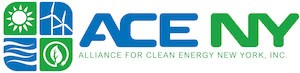 ACE NY
ALLIANCE FOR CLEAN ENERGY NEW YORK, INC.